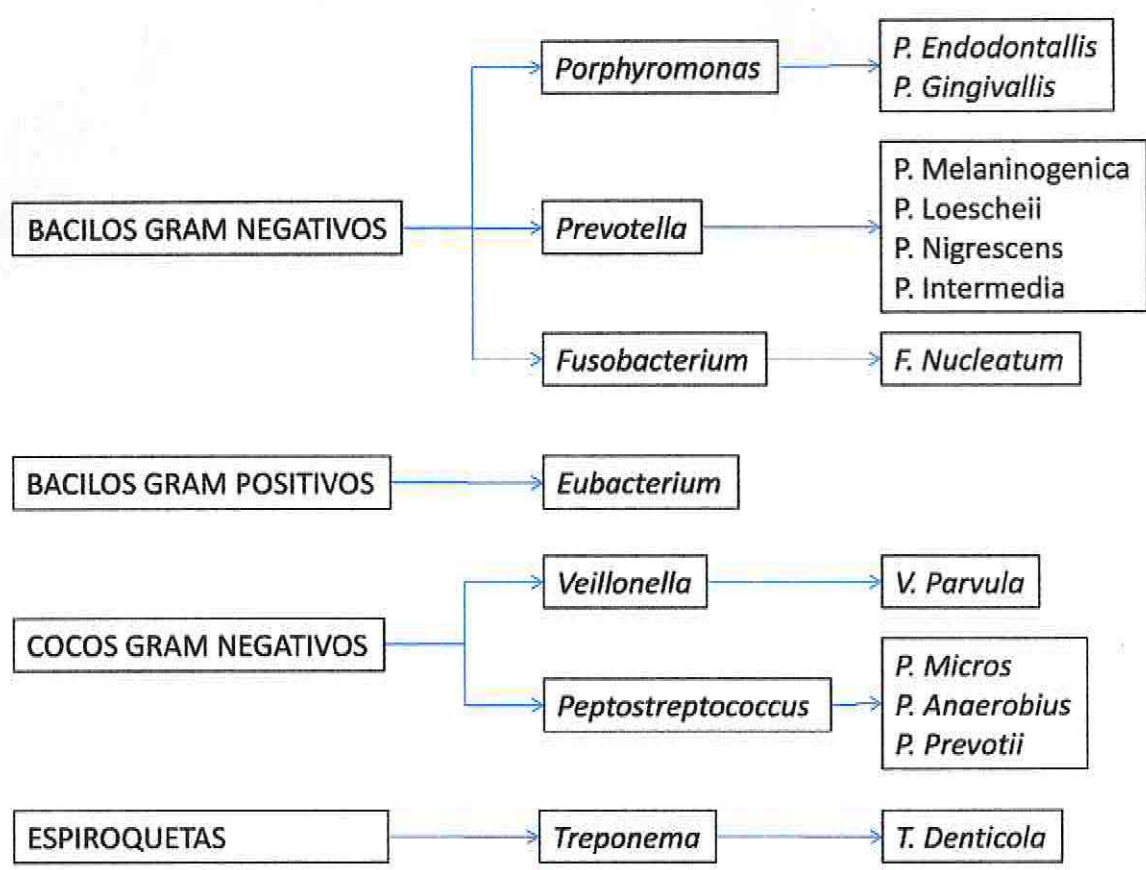 BACILOS GRAM NEGATIVOS
Porphyromonas
P. Endodontallis
P. Gingivallis
Prevotella
P. Melaninogenica
P. Loescheii
P. Nigrescens
P. Intermedia
Fusobacterium
F. Nucleatum
BACILOS GRAM POSITIVOS
Eubacterium
COCOS GRAM NEGATIVOS
Veillonella
V. Parvula
Peptostreptococcus
P. Micros
P. Anaerobius
P. Prevotii
ESPIROQUETAS
Treponema
T. Denticola